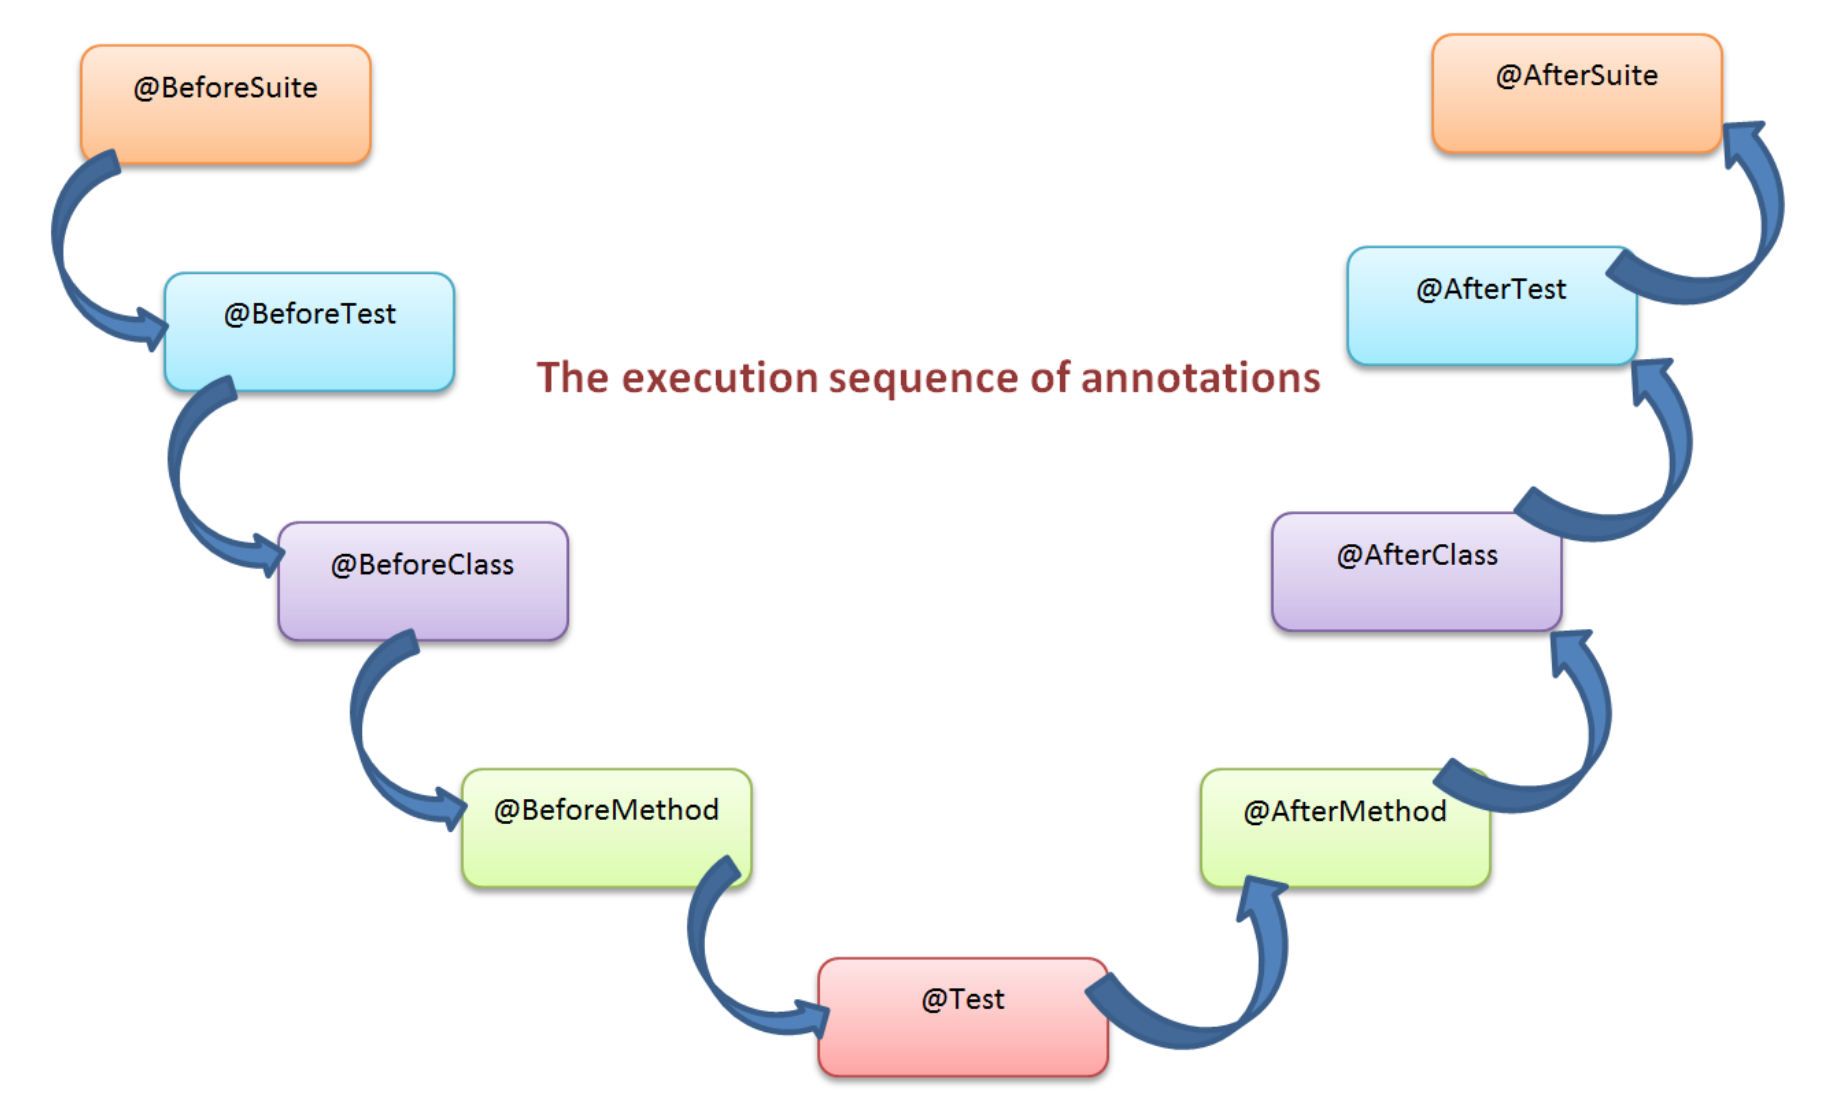 @BeforeSuite
@AfterSuite
@BeforeTest
@AfterTest
The execution sequence of annotations
@BeforeClass
@AfterClass
@BeforeMethod
@AfterMethod
@Test